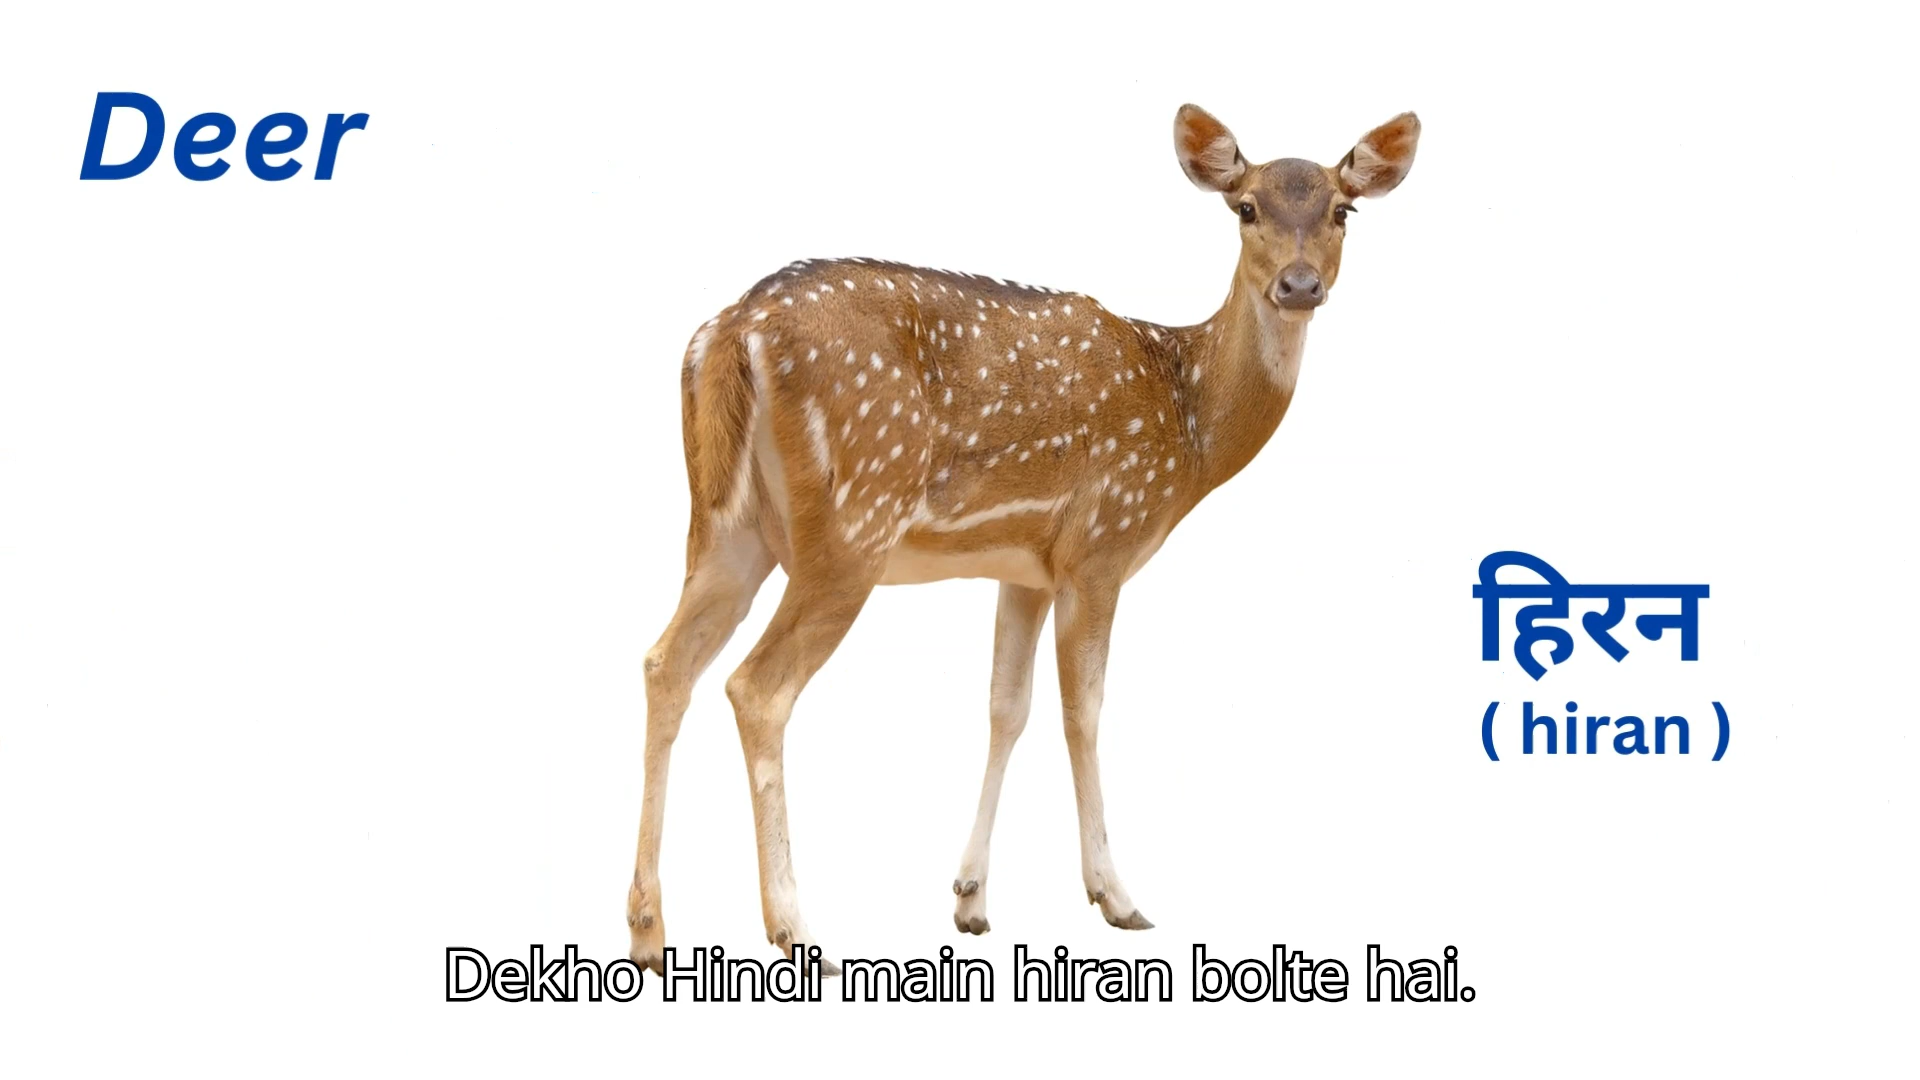 Deer
हिरन
( hiran )
Dekho Hindi main hiran bolte hai.